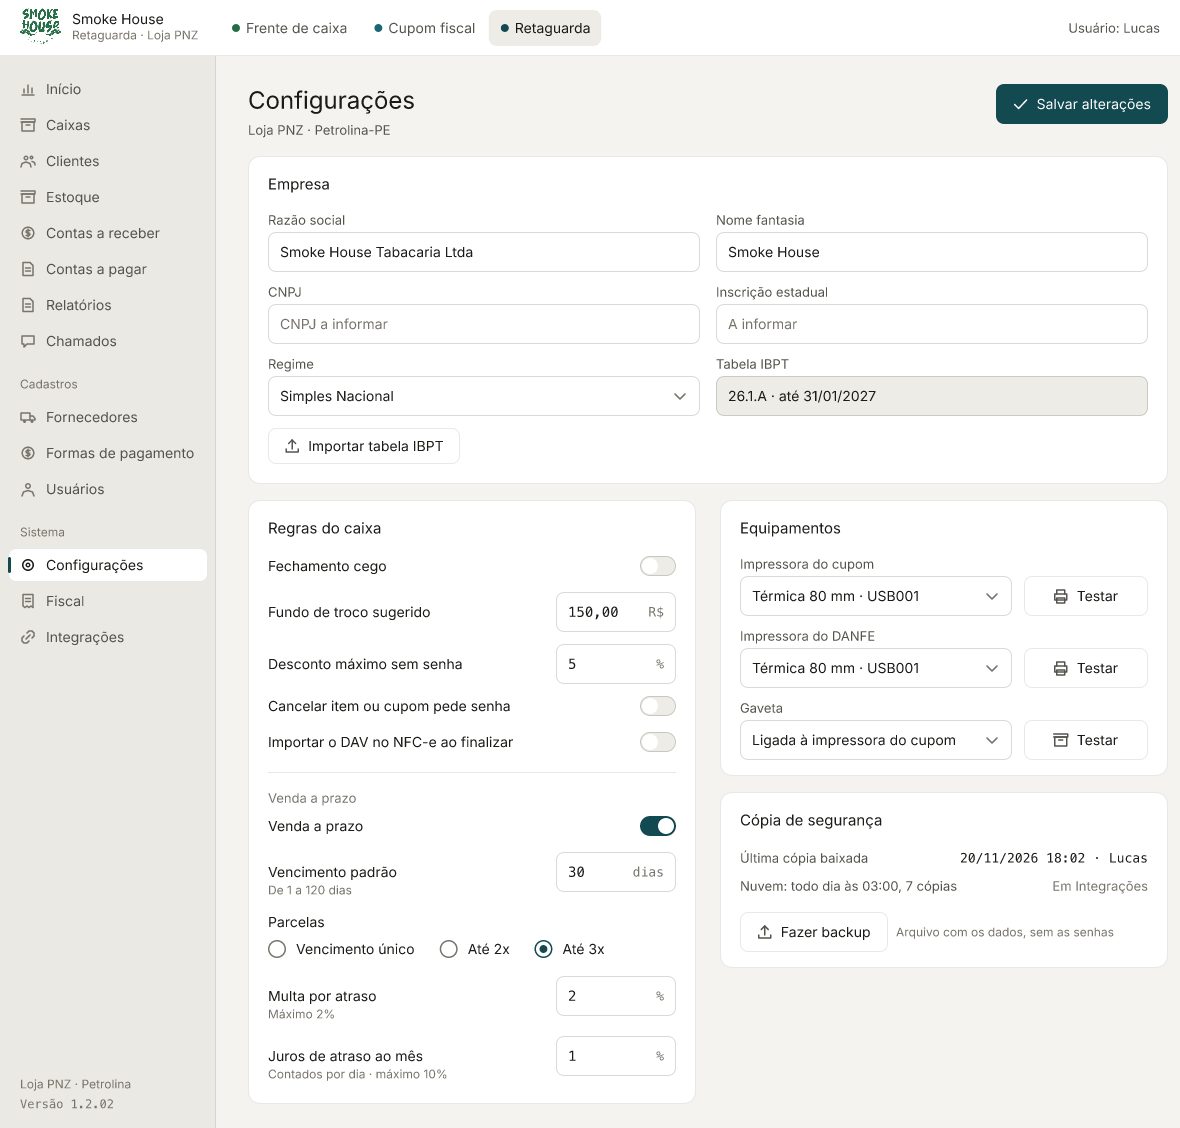 SMOKE HOUSE
Smoke House
Retaguarda · Loja PNZ
Frente de caixa
Cupom fiscal
Retaguarda
Usuário: Lucas
Início
Caixas
Clientes
Estoque
Contas a receber
Contas a pagar
Relatórios
Chamados
Cadastros
Fornecedores
Formas de pagamento
Usuários
Sistema
Configurações
Fiscal
Integrações
Loja PNZ · Petrolina
Versão 1.2.02
Configurações
Loja PNZ · Petrolina-PE
Salvar alterações
Empresa
Razão social
Smoke House Tabacaria Ltda
Nome fantasia
Smoke House
CNPJ
CNPJ a informar
Inscrição estadual
A informar
Regime
Simples Nacional
Tabela IBPT
26.1.A · até 31/01/2027
Importar tabela IBPT
Regras do caixa
Fechamento cego
Fundo de troco sugerido
150,00 R$
Desconto máximo sem senha
5 %
Cancelar item ou cupom pede senha
Importar o DAV no NFC-e ao finalizar
Venda a prazo
Venda a prazo
Vencimento padrão
De 1 a 120 dias
30 dias
Parcelas
Vencimento único
Até 2x
Até 3x
Multa por atraso
Máximo 2%
2 %
Juros de atraso ao mês
Contados por dia · máximo 10%
1 %
Equipamentos
Impressora do cupom
Térmica 80 mm · USB001
Testar
Impressora do DANFE
Térmica 80 mm · USB001
Testar
Gaveta
Ligada à impressora do cupom
Testar
Cópia de segurança
Última cópia baixada
20/11/2026 18:02 · Lucas
Nuvem: todo dia às 03:00, 7 cópias
Em Integrações
Fazer backup
Arquivo com os dados, sem as senhas